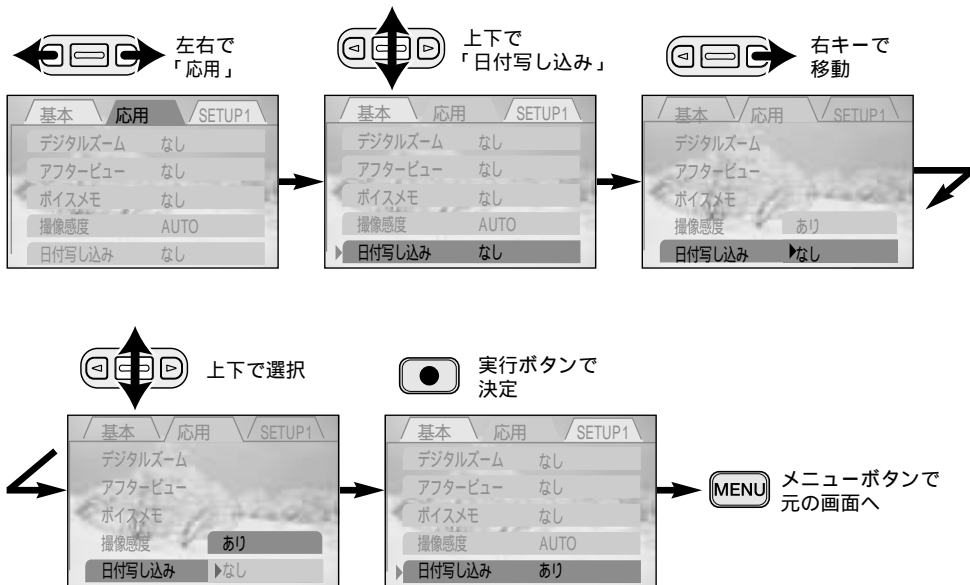 左右で
「応用」
基本 応用 SETUP1
デジタルズーム なし
アフタービュー なし
ボイスメモ なし
撮像感度 AUTO
日付写し込み なし
上下で
「日付写し込み」
基本 応用 SETUP1
デジタルズーム なし
アフタービュー なし
ボイスメモ なし
撮像感度 AUTO
日付写し込み なし
右キーで
移動
基本 応用 SETUP1
デジタルズーム
アフタービュー
ボイスメモ
撮像感度 あり
日付写し込み なし
上下で選択
基本 応用 SETUP1
デジタルズーム
アフタービュー
ボイスメモ
撮像感度 あり
日付写し込み なし
実行ボタンで
決定
基本 応用 SETUP1
デジタルズーム なし
アフタービュー なし
ボイスメモ なし
撮像感度 AUTO
日付写し込み あり
MENU
メニューボタンで
元の画面へ